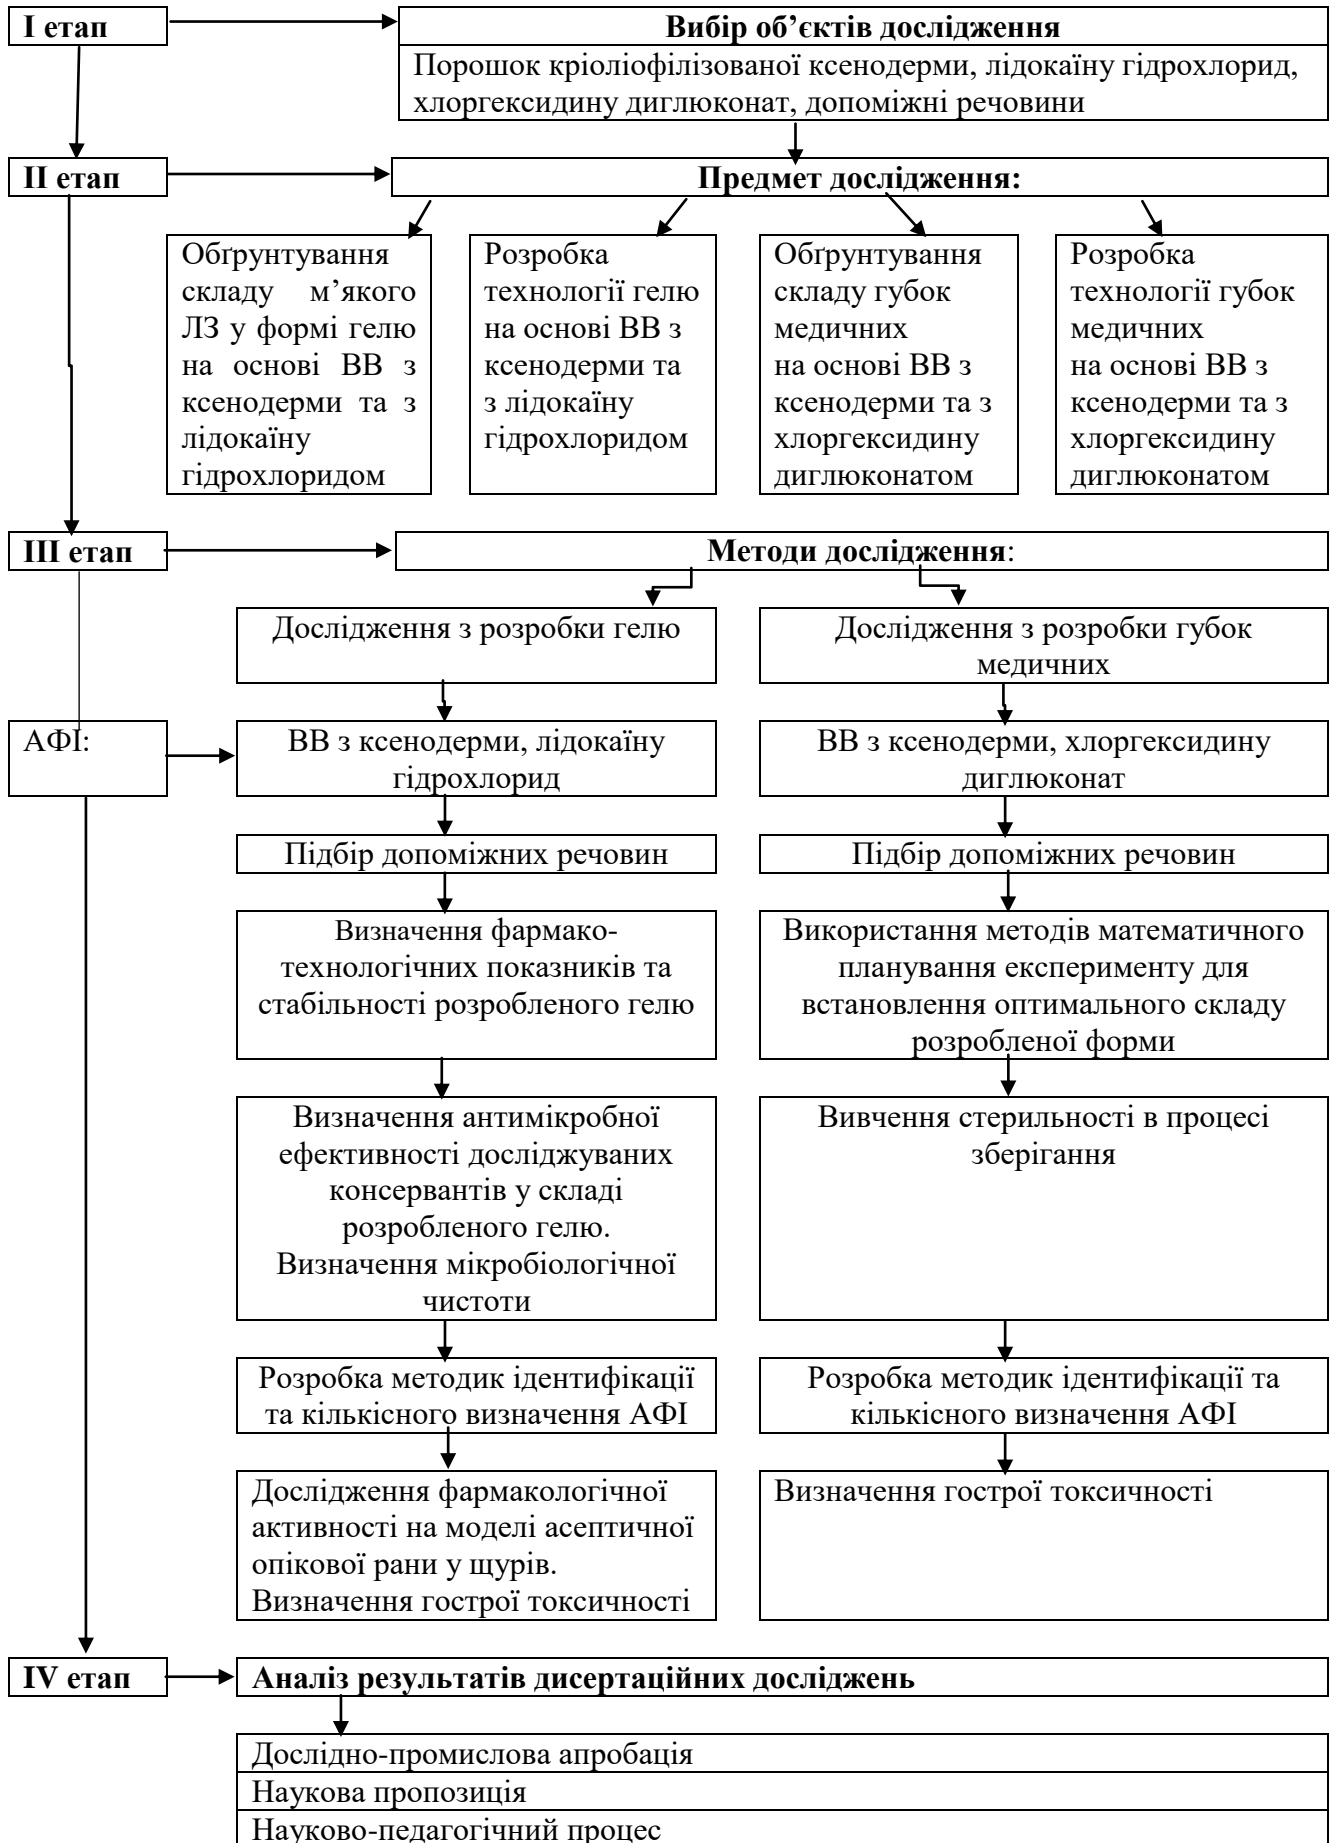 І етап
Вибір об’єктів дослідження
Порошок кріоліофілізованої ксенодерми, лідокаїну гідрохлорид,
хлоргексидину диглюконат, допоміжні речовини
ІІ етап
Предмет дослідження:
Обґрунтування
складу м’якого
ЛЗ у формі гелю
на основі ВВ з
ксенодерми та з
лідокаїну
гідрохлоридом
Розробка
технології гелю
на основі ВВ з
ксенодерми та
з лідокаїну
гідрохлоридом
Обґрунтування
складу губок
медичних
на основі ВВ з
ксенодерми та з
хлоргексидину
диглюконатом
Розробка
технології губок
медичних
на основі ВВ з
ксенодерми та з
хлоргексидину
диглюконатом
ІІІ етап
Методи дослідження:
Дослідження з розробки гелю
Дослідження з розробки губок
медичних
АФІ:
ВВ з ксенодерми, лідокаїну
гідрохлорид
ВВ з ксенодерми, хлоргексидину
диглюконат
Підбір допоміжних речовин
Підбір допоміжних речовин
Визначення фармако-
технологічних показників та
стабільності розробленого гелю
Використання методів математичного
планування експерименту для
встановлення оптимального складу
розробленої форми
Визначення антимікробної
ефективності досліджуваних
консервантів у складі
розробленого гелю.
Визначення мікробіологічної
чистоти
Вивчення стерильності в процесі
зберігання
Розробка методик ідентифікації
та кількісного визначення АФІ
Розробка методик ідентифікації та
кількісного визначення АФІ
Дослідження фармакологічної
активності на моделі асептичної
опікової рани у щурів.
Визначення гострої токсичності
Визначення гострої токсичності
IV етап
Аналіз результатів дисертаційних досліджень
Дослідно-промислова апробація
Наукова пропозиція
Науково-педагогічний процес